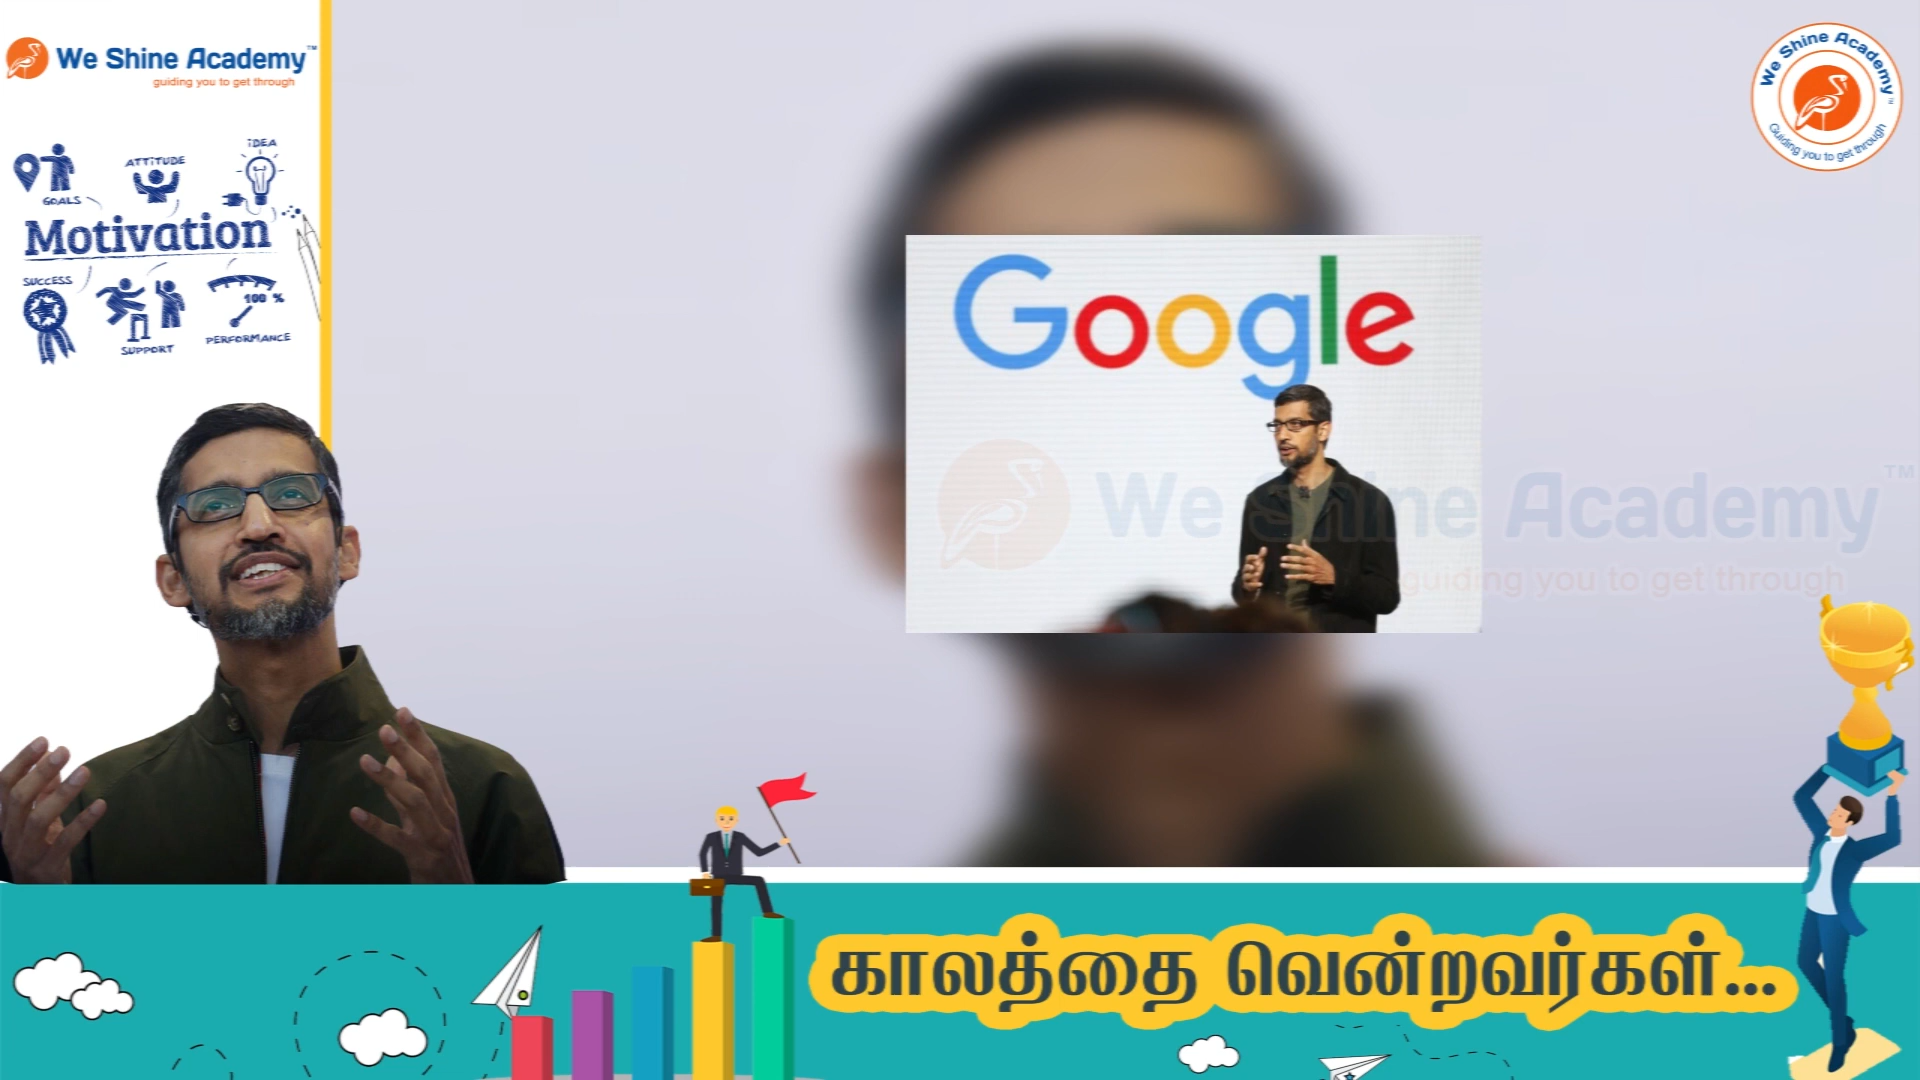 We Shine Academy™
guiding you to get through
IDEA
ATTITUDE
GOALS
Motivation
SUCCESS
100 %
SUPPORT
PERFORMANCE
We Shine Academy™
Guiding you to get through
Google
We Shine Academy™
guiding you to get through
காலத்தை வென்றவர்கள்...